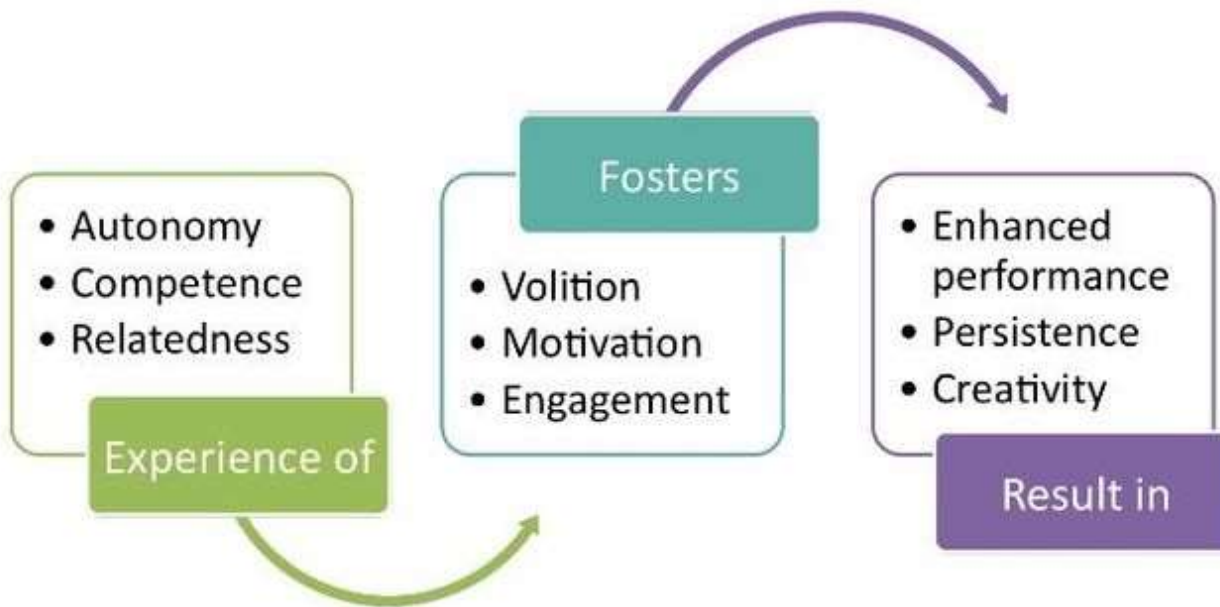 • Autonomy
• Competence
• Relatedness
Experience of
Fosters
• Volition
• Motivation
• Engagement
• Enhanced
performance
• Persistence
• Creativity
Result in